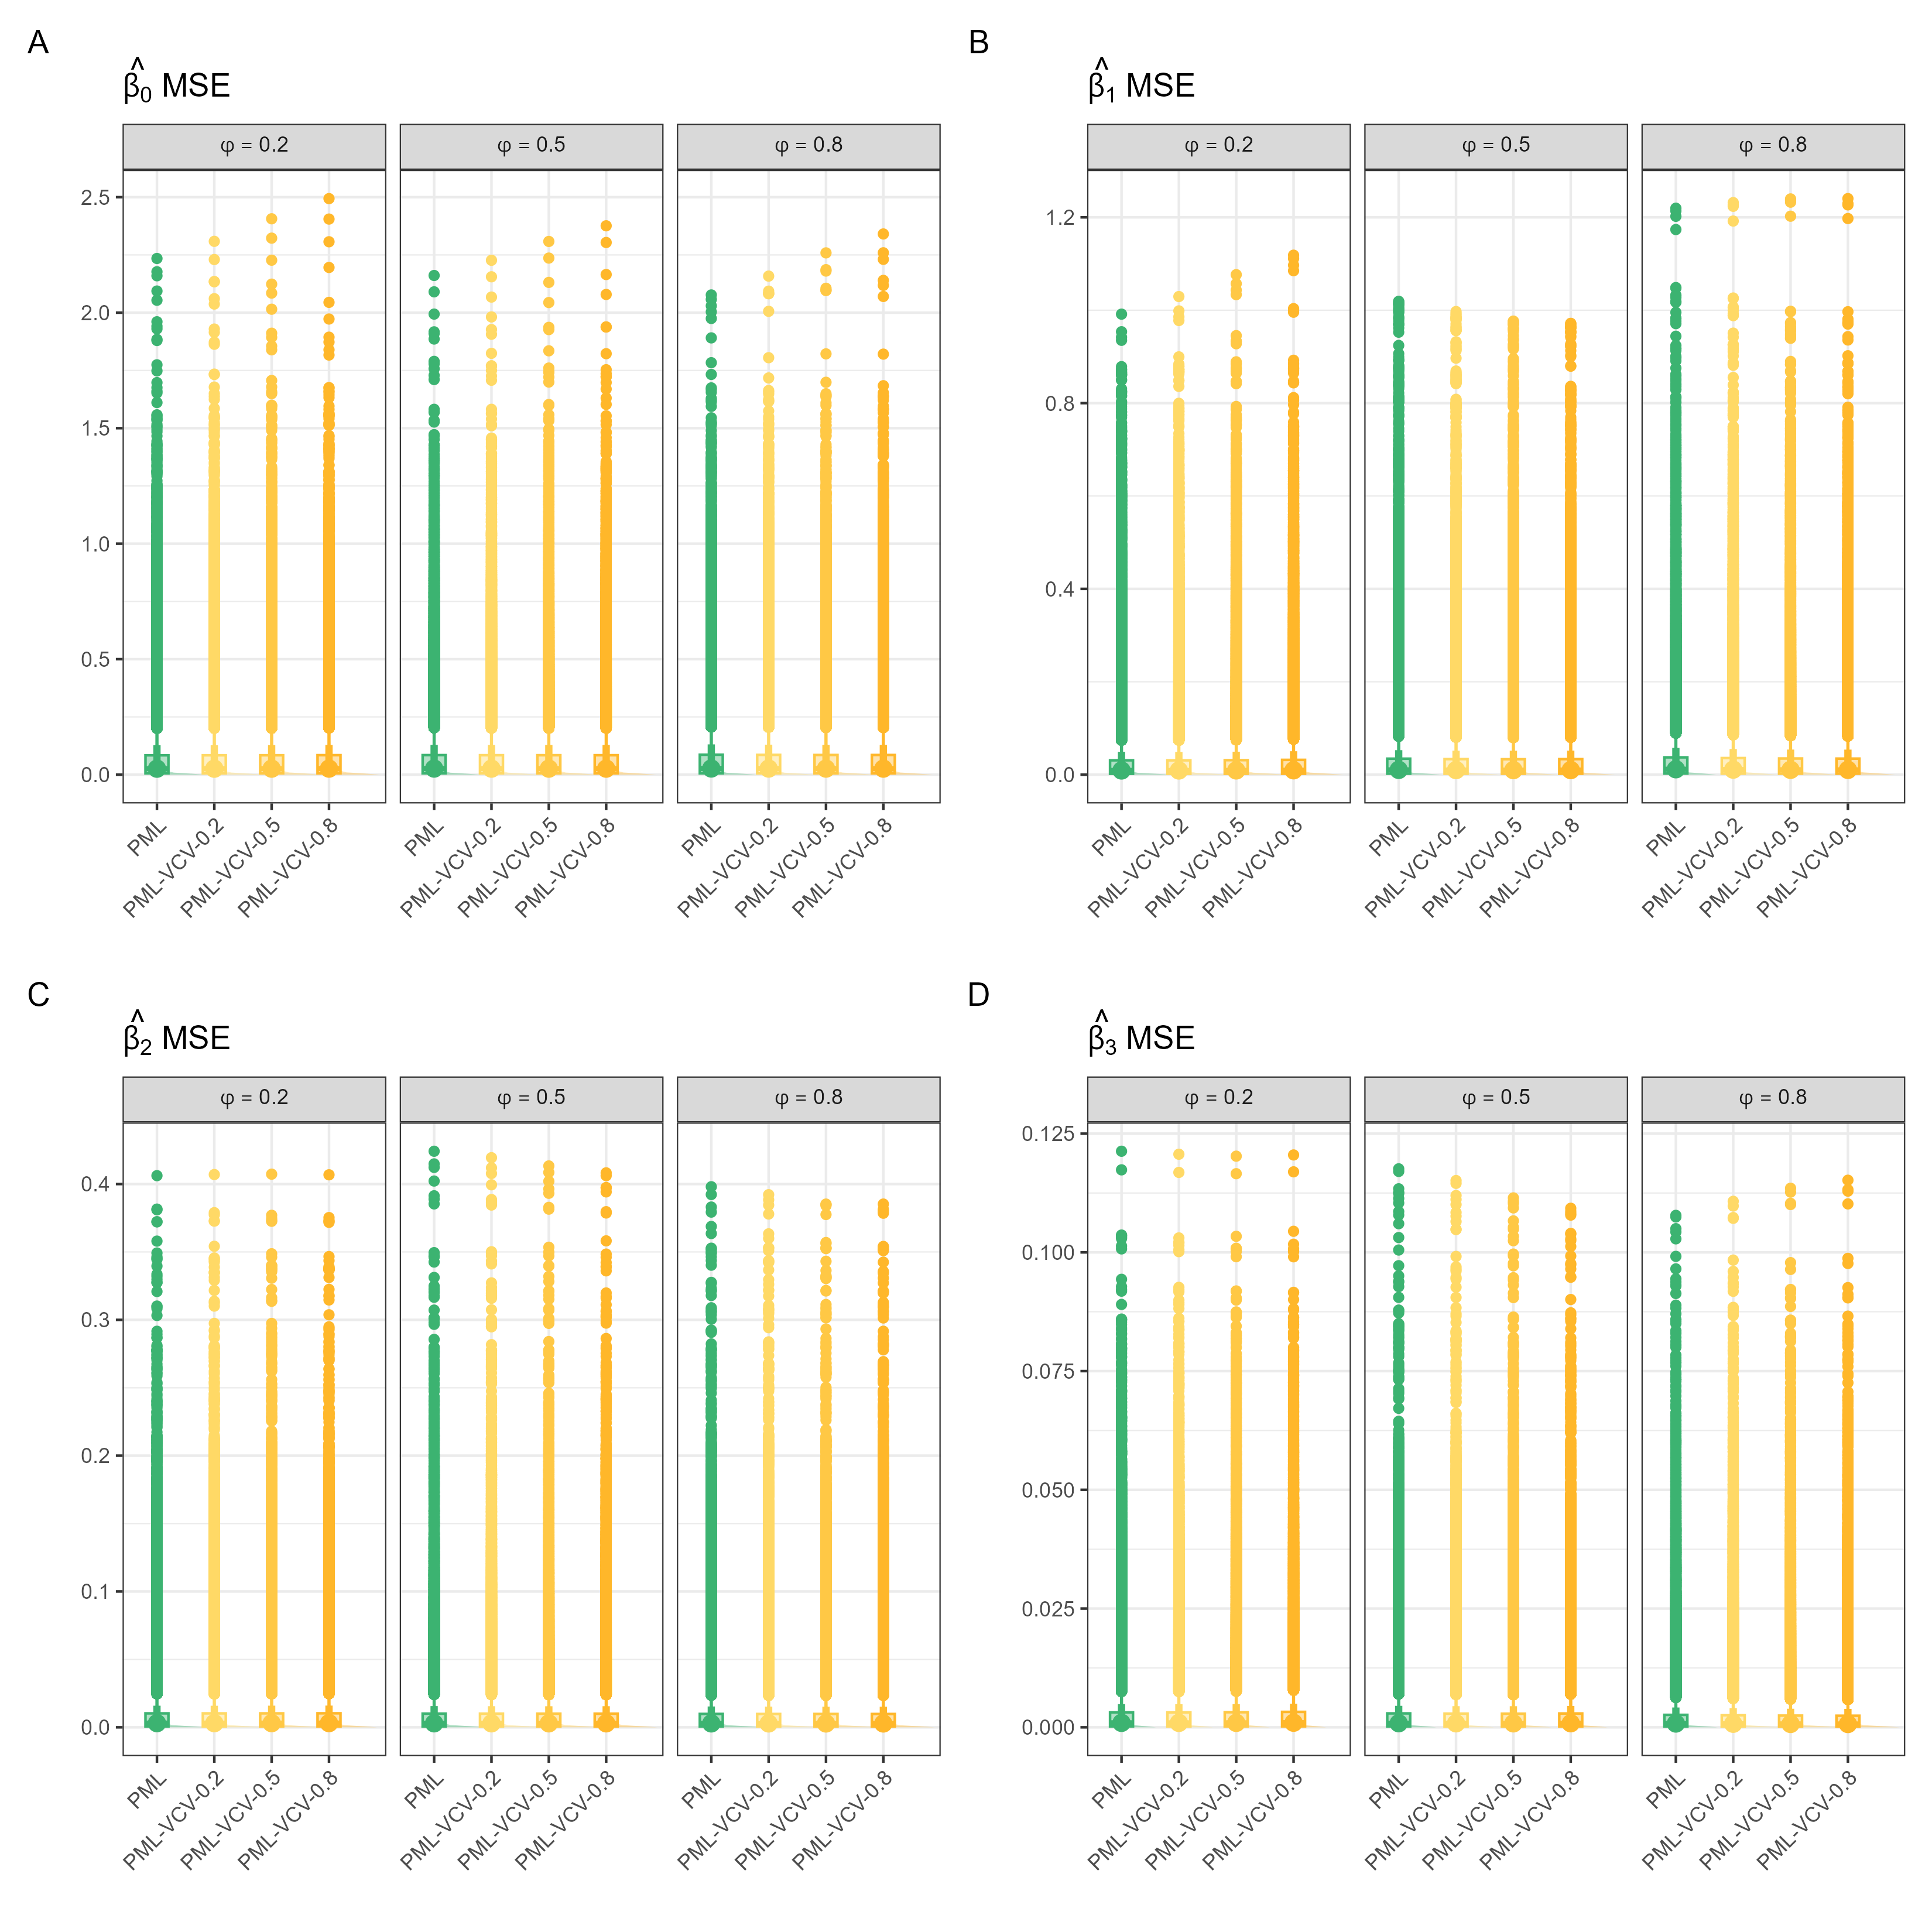 A
β̂0 MSE
φ = 0.2 φ = 0.5 φ = 0.8
2.5
2.0
1.5
1.0
0.5
0.0
PML PML-VCV-0.2 PML-VCV-0.5 PML-VCV-0.8 PML PML-VCV-0.2 PML-VCV-0.5 PML-VCV-0.8 PML PML-VCV-0.2 PML-VCV-0.5 PML-VCV-0.8
B
β̂1 MSE
φ = 0.2 φ = 0.5 φ = 0.8
1.2
0.8
0.4
0.0
PML PML-VCV-0.2 PML-VCV-0.5 PML-VCV-0.8 PML PML-VCV-0.2 PML-VCV-0.5 PML-VCV-0.8 PML PML-VCV-0.2 PML-VCV-0.5 PML-VCV-0.8
C
β̂2 MSE
φ = 0.2 φ = 0.5 φ = 0.8
0.4
0.3
0.2
0.1
0.0
PML PML-VCV-0.2 PML-VCV-0.5 PML-VCV-0.8 PML PML-VCV-0.2 PML-VCV-0.5 PML-VCV-0.8 PML PML-VCV-0.2 PML-VCV-0.5 PML-VCV-0.8
D
β̂3 MSE
φ = 0.2 φ = 0.5 φ = 0.8
0.125
0.100
0.075
0.050
0.025
0.000
PML PML-VCV-0.2 PML-VCV-0.5 PML-VCV-0.8 PML PML-VCV-0.2 PML-VCV-0.5 PML-VCV-0.8 PML PML-VCV-0.2 PML-VCV-0.5 PML-VCV-0.8